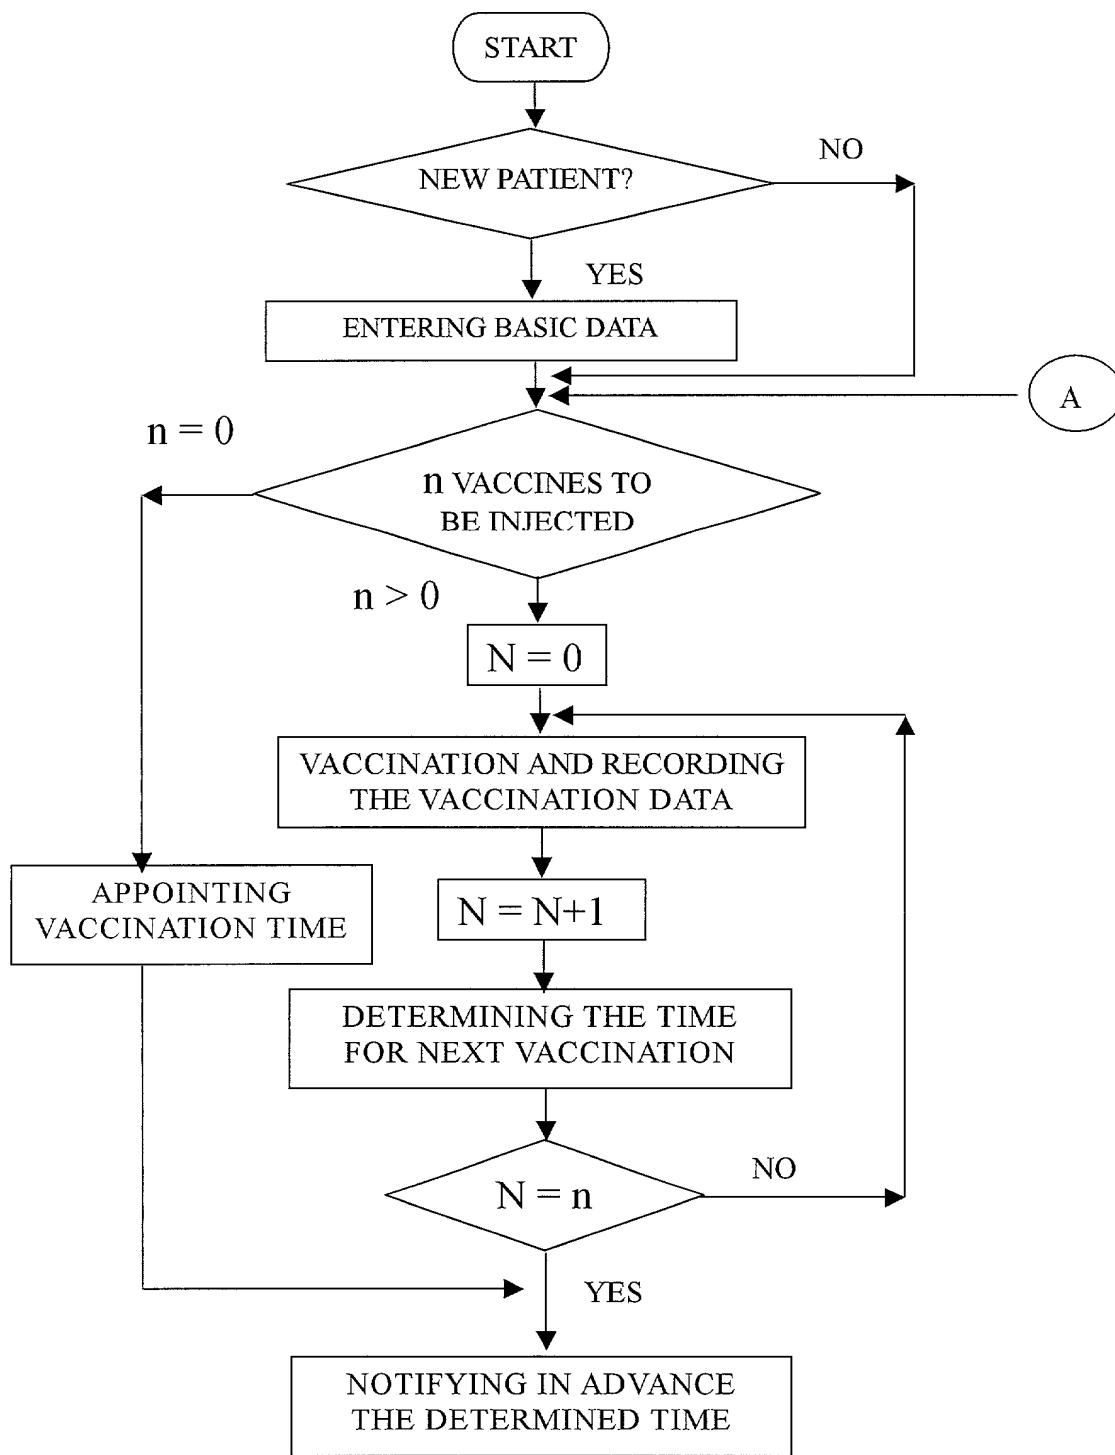 START
NEW PATIENT?
NO
YES
ENTERING BASIC DATA
A
n = 0
n VACCINES TO
BE INJECTED
n > 0
N = 0
VACCINATION AND RECORDING
THE VACCINATION DATA
APPOINTING
VACCINATION TIME
N = N+1
DETERMINING THE TIME
FOR NEXT VACCINATION
N = n
NO
YES
NOTIFYING IN ADVANCE
THE DETERMINED TIME